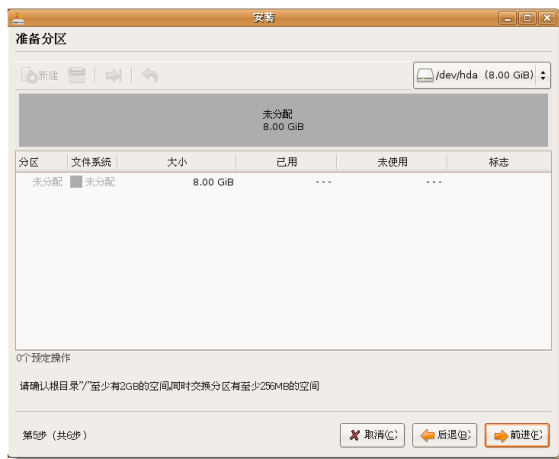 安装
准备分区
新建
/dev/hda (8.00 GiB)
未分配
8.00 GiB
分区 文件系统 大小 已用 未使用 标志
未分配 未分配 8.00 GiB --- ---
0个预定操作
请确认根目录"/"至少有2GB的空间,同时交换分区有至少256MB的空间
第5步（共6步） 取消(C) 后退(B) 前进(F)